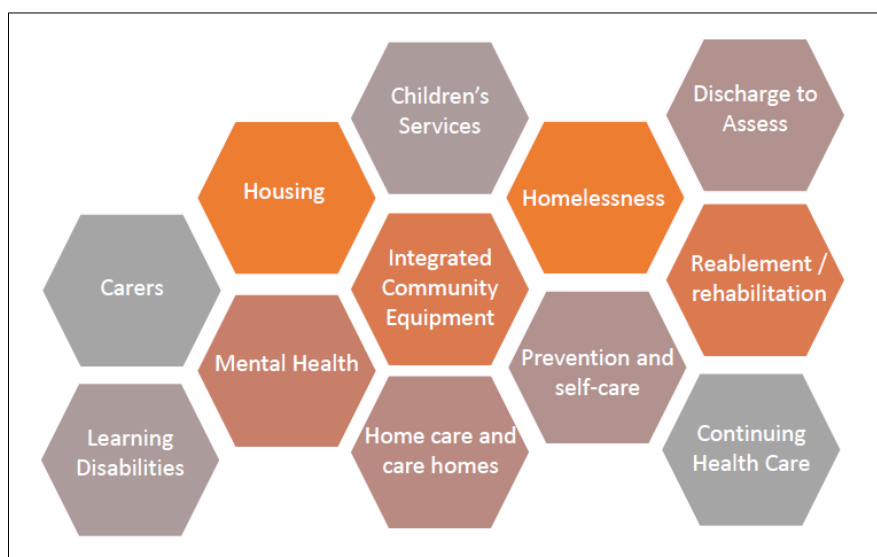 Children's
Services
Discharge to
Assess
Housing
Homelessness
Carers
Integrated
Community
Equipment
Reablement /
rehabilitation
Mental Health
Prevention and
self-care
Learning
Disabilities
Home care and
care homes
Continuing
Health Care